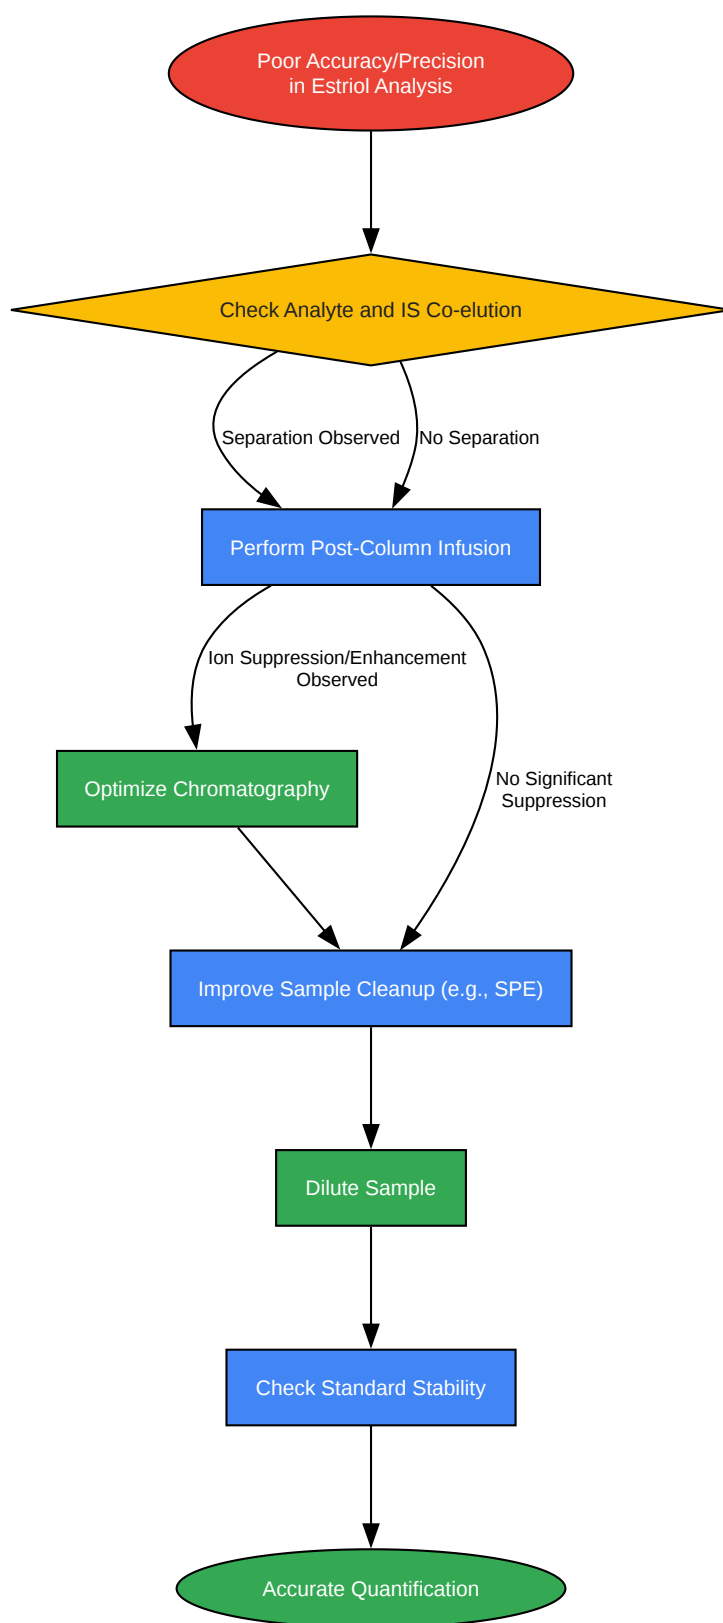 Poor Accuracy/Precision
in Estriol Analysis
Check Analyte and IS Co-elution
Separation Observed
No Separation
Perform Post-Column Infusion
Ion Suppression/Enhancement
Observed
Optimize Chromatography
No Significant
Suppression
Improve Sample Cleanup (e.g., SPE)
Dilute Sample
Check Standard Stability
Accurate Quantification